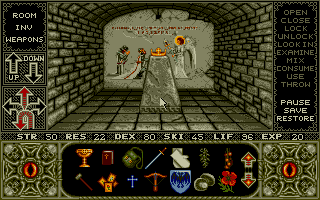 ROOM
INV
WEAPONS
UP
DOWN
OPEN
CLOSE
LOCK
UNLOCK
LOOK IN
EXAMINE
MIX
CONSUME
USE
THROW
PAUSE
SAVE
RESTORE
STR 50 RES 22 DEX 80 SKI 45 LIF 36 EXP 20